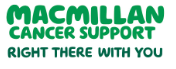 MACMILLAN
CANCER SUPPORT
RIGHT THERE WITH YOU